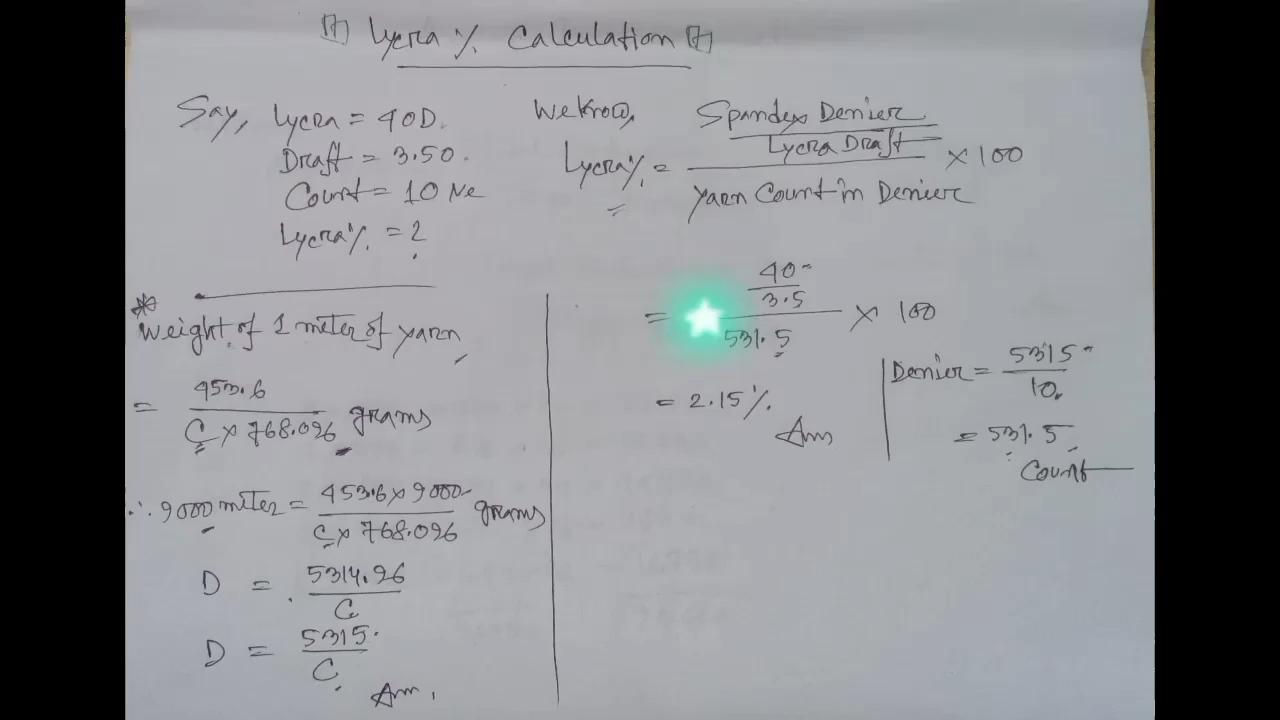 Lycra % Calculation
Say, Lycra = 40D.
Draft = 3.50.
Count = 10 Ne
Lycra % = ?
We Know,
Lycra % = Spandex Denier / Lycra Draft / Yarn Count in Denier × 100
= 40 / 3.5 / 531.5 × 100
= 2.15 %
Ans
Denier = 5315 / 10
= 531.5
Count
* Weight of 1 meter of yarn,
= 453.6 / C × 768.096 grams
∴ 9000 miter = 453.6 × 9000 / C × 768.096 grams
D = 5314.96 / C
D = 5315 / C
Ans.